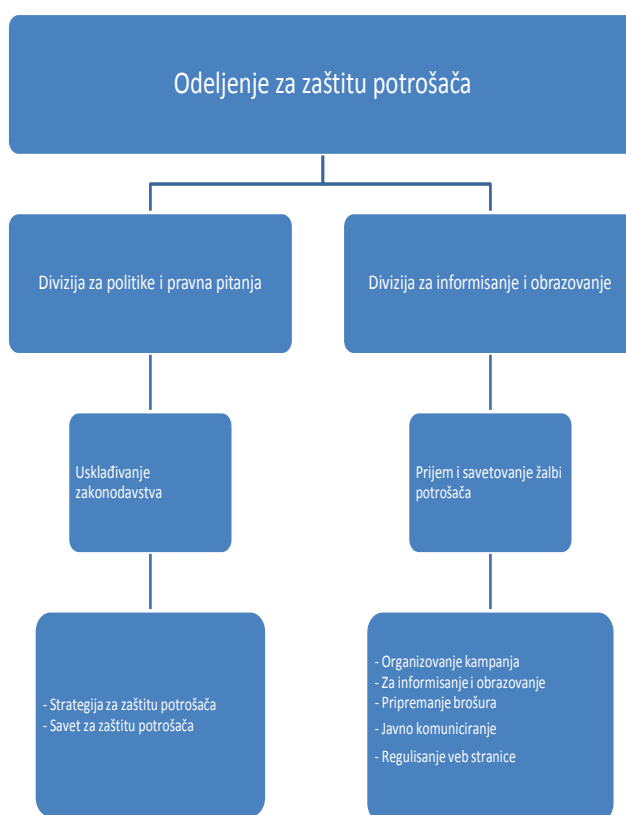 Odeljenje za zaštitu potrošača
Divizija za politike i pravna pitanja
Divizija za informisanje i obrazovanje
Usklađivanje
zakonodavstva
Prijem i savetovanje žalbi
potrošača
- Strategija za zaštitu potrošača
- Savet za zaštitu potrošača
- Organizovanje kampanja
- Za informisanje i obrazovanje
- Pripremanje brošura
- Javno komuniciranje
- Regulisanje veb stranice